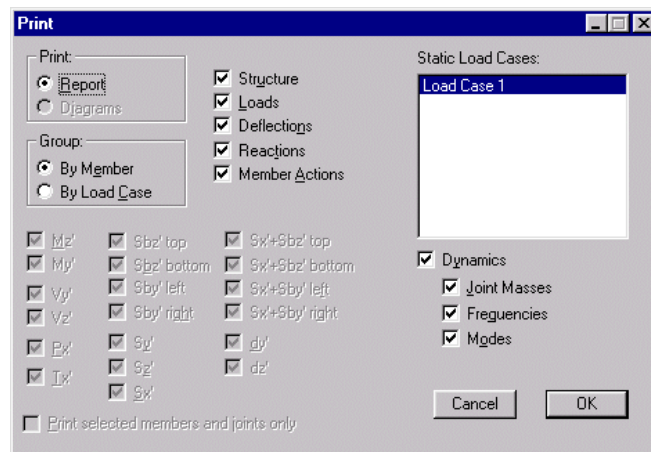 Print
Print:
Report
Diagrams
Group:
By Member
By Load Case
Structure
Loads
Deflections
Reactions
Member Actions
Static Load Cases:
Load Case 1
Mz'
My'
Vy'
Vz'
Px'
Tx'
Sbz' top
Sbz' bottom
Sby' left
Sby' right
Sy'
Sz'
Sx'
Sx'+Sbz' top
Sx'+Sbz' bottom
Sx'+Sby' left
Sx'+Sby' right
dy'
dz'
Dynamics
Joint Masses
Frequencies
Modes
Print selected members and joints only
Cancel
OK